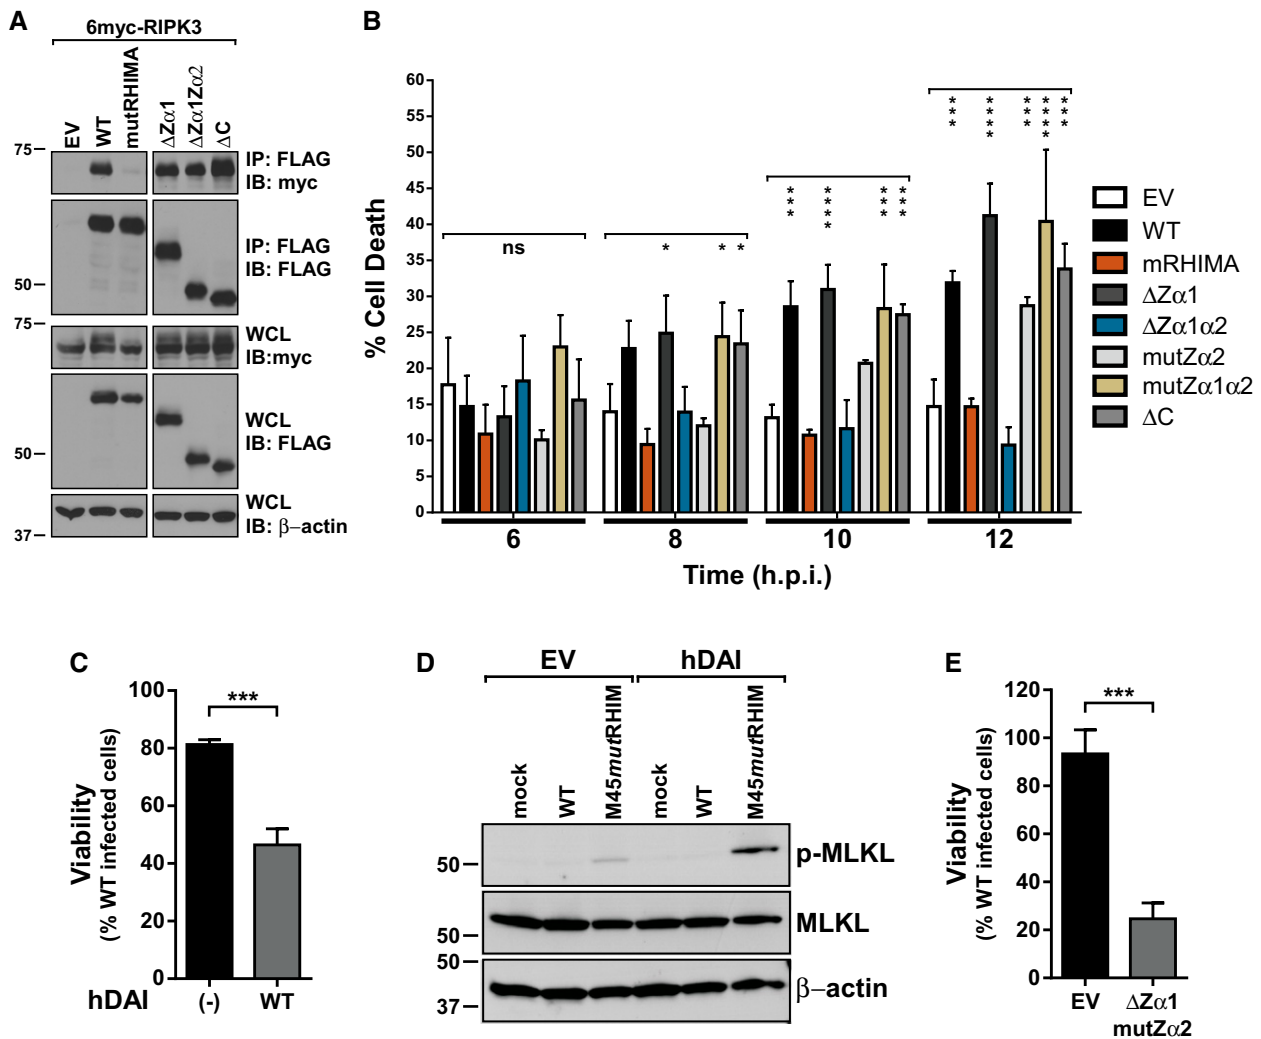 A
6myc-RIPK3
EV
WT
mutRHIMA
ΔZα1
ΔZα1Zα2
ΔC
75
IP: FLAG
IB: myc
IP: FLAG
IB: FLAG
50
75
WCL
IB:myc
WCL
IB: FLAG
50
WCL
IB: β–actin
37
B
% Cell Death
60
55
50
45
40
35
30
25
20
15
10
5
0
ns
*
*
*
***
****
***
***
***
****
***
****
***
6
8
10
12
Time (h.p.i.)
EV
WT
mRHIMA
ΔZα1
ΔZα1α2
mutZα2
mutZα1α2
ΔC
C
Viability
(% WT infected cells)
100
80
60
40
20
0
***
hDAI
(-)
WT
D
EV
hDAI
mock
WT
M45mutRHIM
mock
WT
M45mutRHIM
50
p-MLKL
50
MLKL
50
37
β–actin
E
Viability
(% WT infected cells)
120
100
80
60
40
20
0
***
EV
ΔZα1
mutZα2